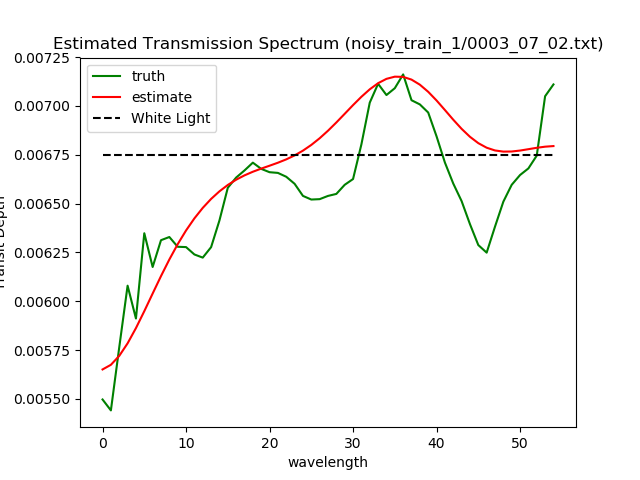 Estimated Transmission Spectrum (noisy_train_1/0003_07_02.txt)
truth
estimate
White Light
0.00725
0.00700
0.00675
0.00650
0.00625
0.00600
0.00575
0.00550
Transit Depth
0 10 20 30 40 50
wavelength